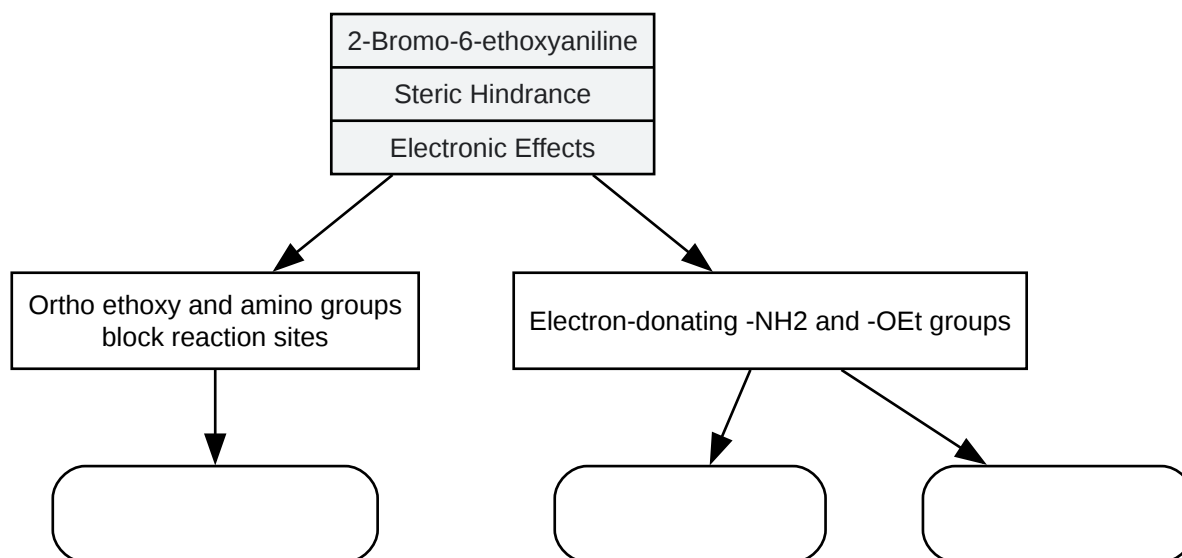 2-Bromo-6-ethoxyaniline
Steric Hindrance
Electronic Effects
Ortho ethoxy and amino groups
block reaction sites
Electron-donating -NH2 and -OEt groups